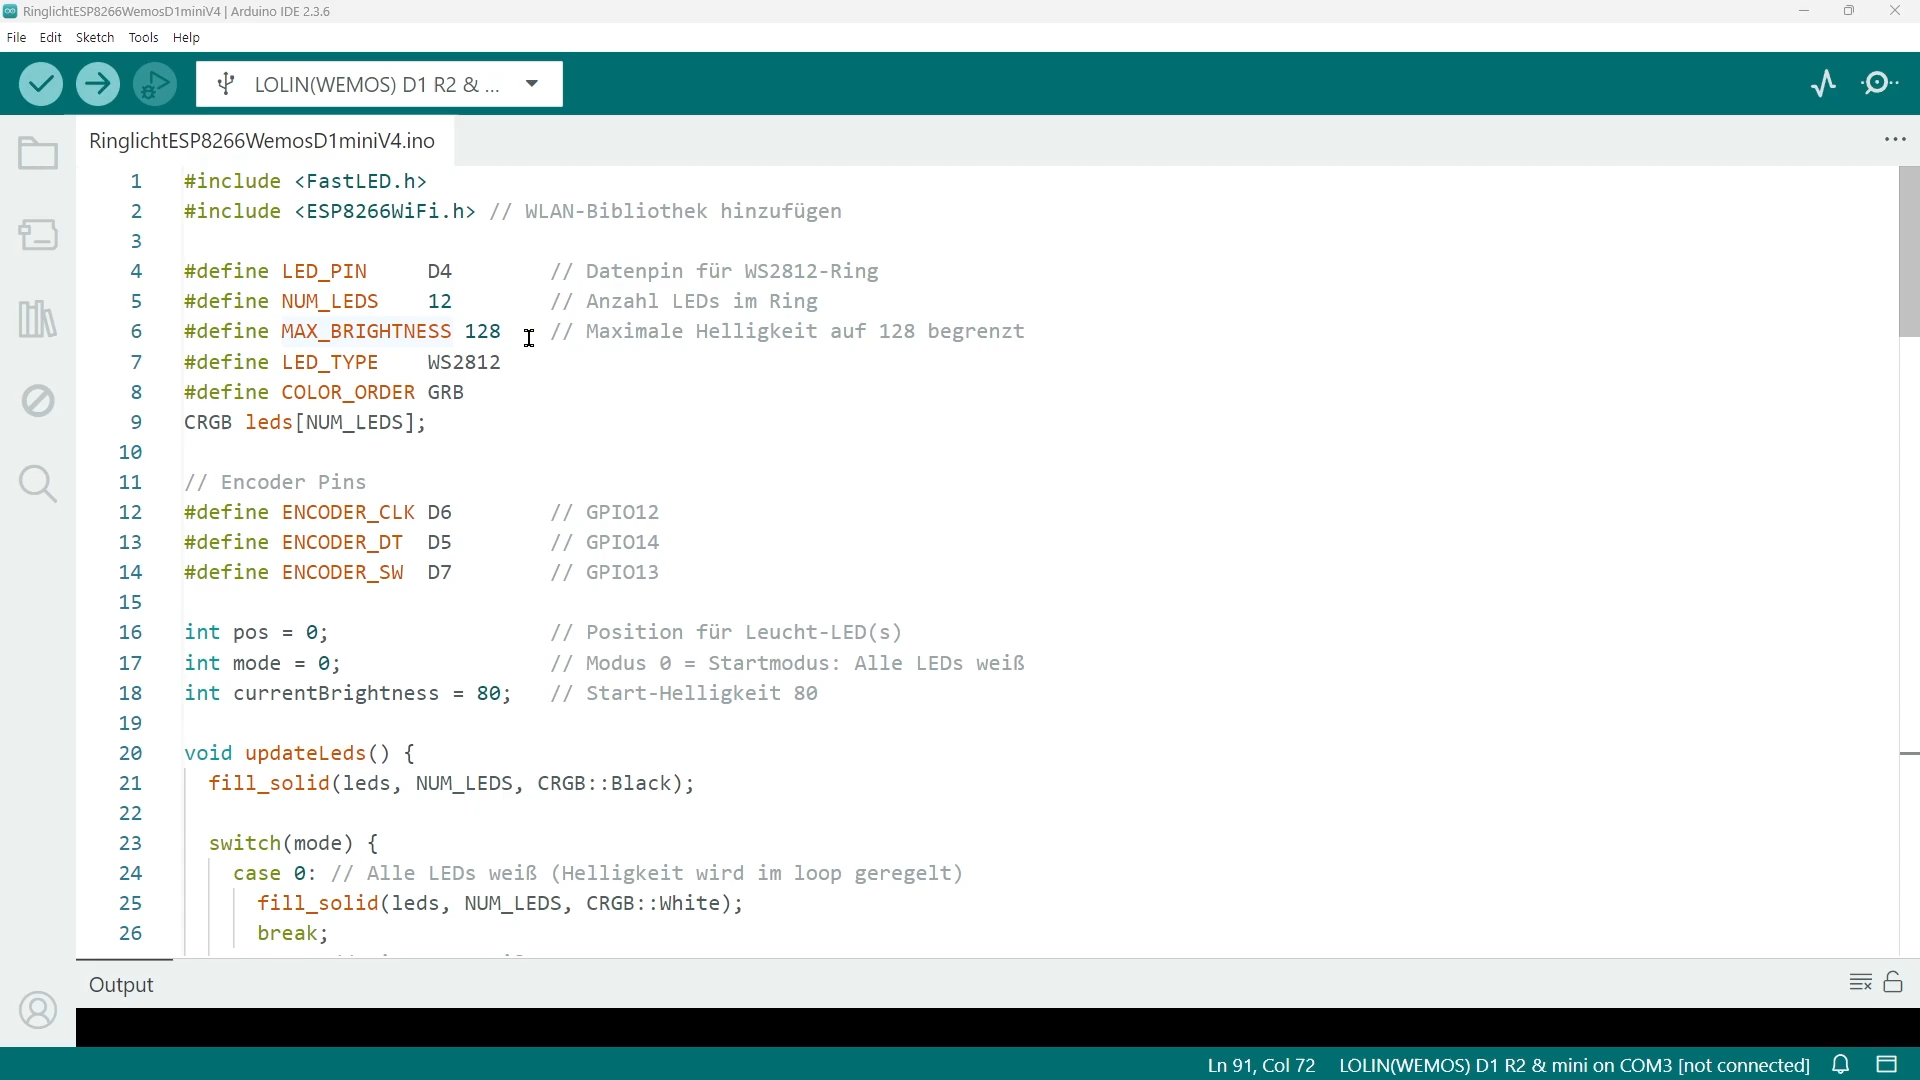 RinglichtESP8266WemosD1miniV4 | Arduino IDE 2.3.6
File Edit Sketch Tools Help
LOLIN(WEMOS) D1 R2 & ...
RinglichtESP8266WemosD1miniV4.ino
1 #include <FastLED.h>
2 #include <ESP8266WiFi.h> // WLAN-Bibliothek hinzufügen
3
4 #define LED_PIN D4 // Datenpin für WS2812-Ring
5 #define NUM_LEDS 12 // Anzahl LEDs im Ring
6 #define MAX_BRIGHTNESS 128 // Maximale Helligkeit auf 128 begrenzt
7 #define LED_TYPE WS2812
8 #define COLOR_ORDER GRB
9 CRGB leds[NUM_LEDS];
10
11 // Encoder Pins
12 #define ENCODER_CLK D6 // GPIO12
13 #define ENCODER_DT D5 // GPIO14
14 #define ENCODER_SW D7 // GPIO13
15
16 int pos = 0; // Position für Leucht-LED(s)
17 int mode = 0; // Modus 0 = Startmodus: Alle LEDs weiß
18 int currentBrightness = 80; // Start-Helligkeit 80
19
20 void updateLeds() {
21 fill_solid(leds, NUM_LEDS, CRGB::Black);
22
23 switch(mode) {
24 case 0: // Alle LEDs weiß (Helligkeit wird im loop geregelt)
25 fill_solid(leds, NUM_LEDS, CRGB::White);
26 break;
Output
Ln 91, Col 72 LOLIN(WEMOS) D1 R2 & mini on COM3 [not connected]